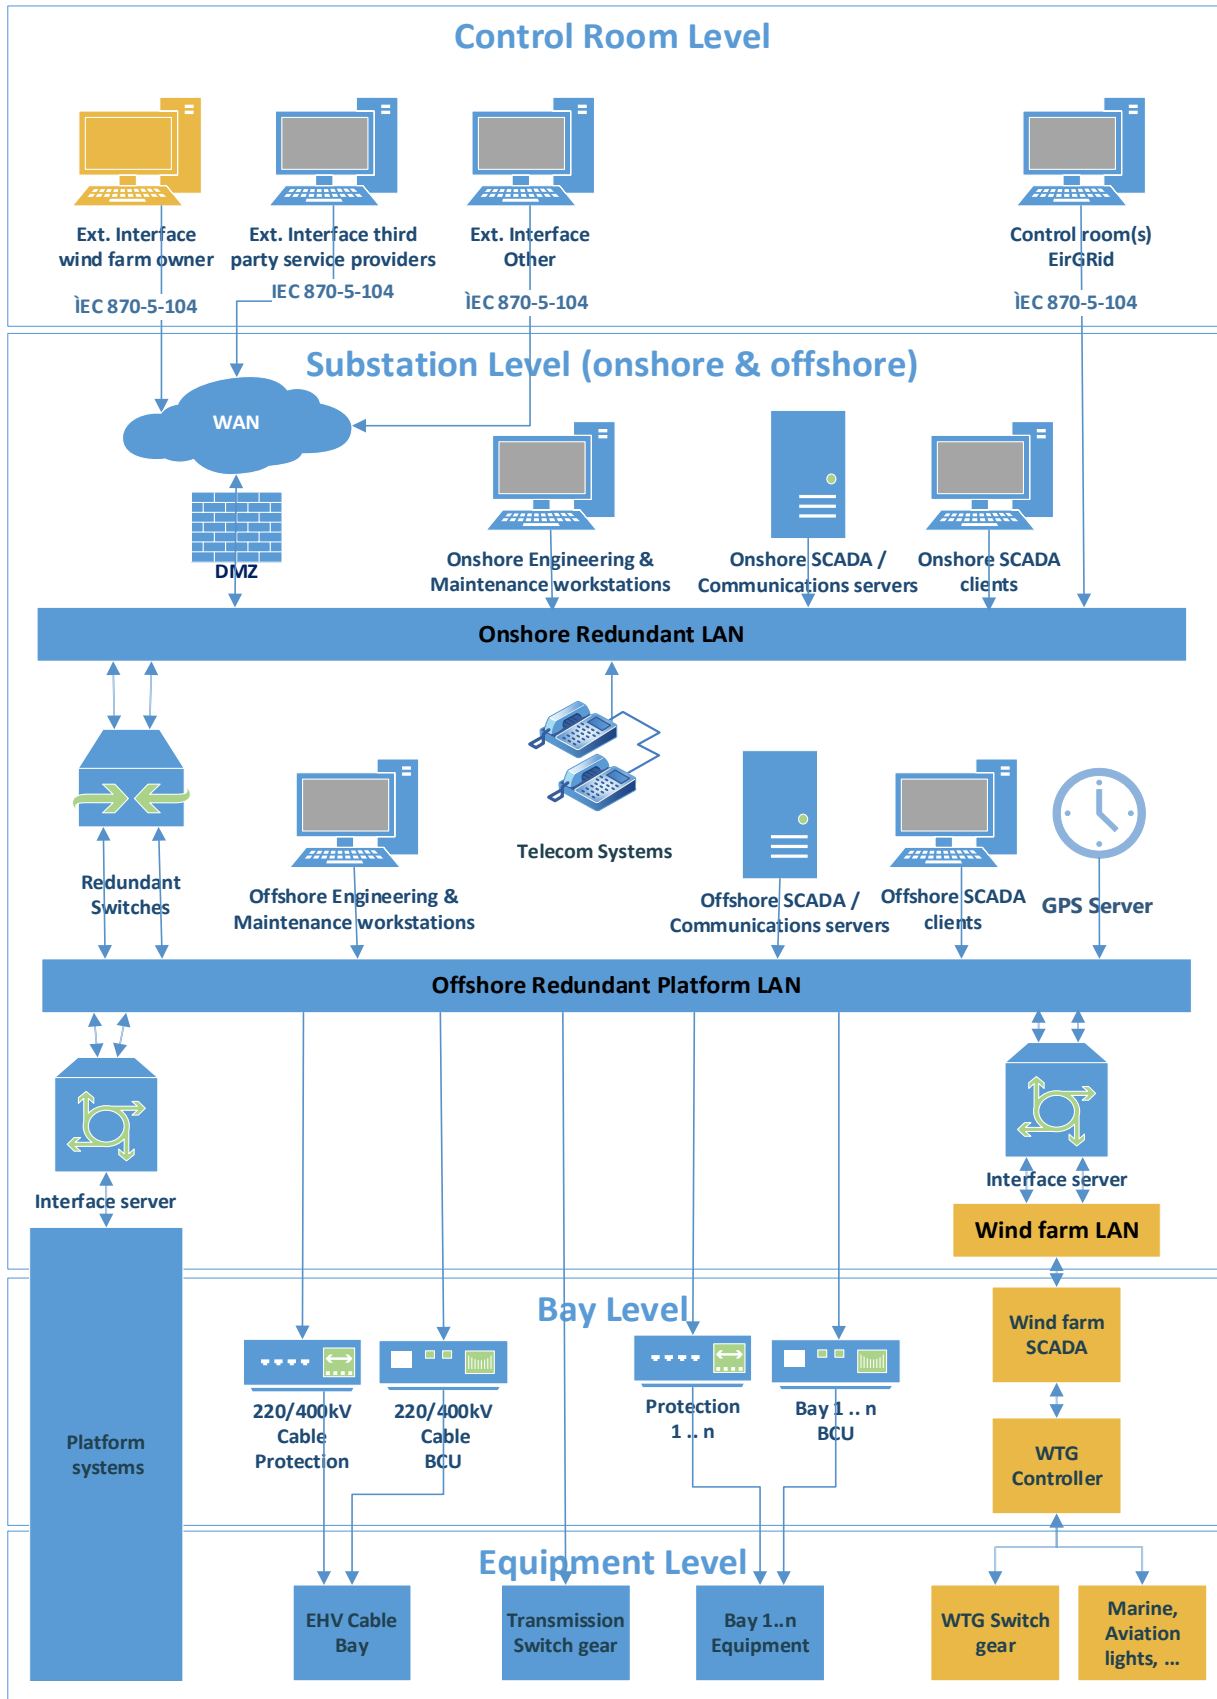 Control Room Level
Ext. Interface
wind farm owner
Ext. Interface third
party service providers
Ext. Interface
Other
Control room(s)
EirGRid
ÌEC 870-5-104
IEC 870-5-104
ÌEC 870-5-104
ÌEC 870-5-104
Substation Level (onshore & offshore)
WAN
DMZ
Onshore Engineering &
Maintenance workstations
Onshore SCADA /
Communications servers
Onshore SCADA
clients
Onshore Redundant LAN
Redundant
Switches
Telecom Systems
Offshore Engineering &
Maintenance workstations
Offshore SCADA /
Communications servers
Offshore SCADA
clients
GPS Server
Offshore Redundant Platform LAN
Interface server
Interface server
Wind farm LAN
Bay Level
Wind farm
SCADA
220/400kV
Cable
Protection
220/400kV
Cable
BCU
Protection
1 .. n
Bay 1 .. n
BCU
Platform
systems
WTG
Controller
Equipment Level
EHV Cable
Bay
Transmission
Switch gear
Bay 1..n
Equipment
WTG Switch
gear
Marine,
Aviation
lights, ...